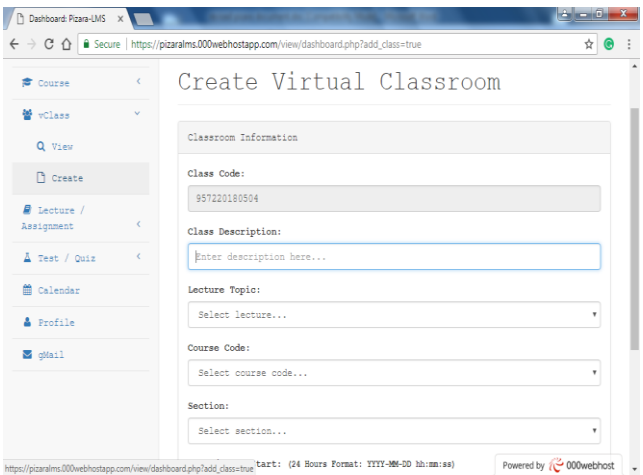 Dashboard: Pizara-LMS
Secure https://pizaralms.000webhostapp.com/view/dashboard.php?add_class=true
Course
vClass
View
Create
Lecture /
Assignment
Test / Quiz
Calendar
Profile
gMail
Create Virtual Classroom
Classroom Information
Class Code:
957220180504
Class Description:
Enter description here...
Lecture Topic:
Select lecture...
Course Code:
Select course code...
Section:
Select section...
tart: (24 Hours Format: YYYY-MM-DD hh:mm:ss)
https://pizaralms.000webhostapp.com/view/dashboard.php?add_class=true
Powered by 000webhost